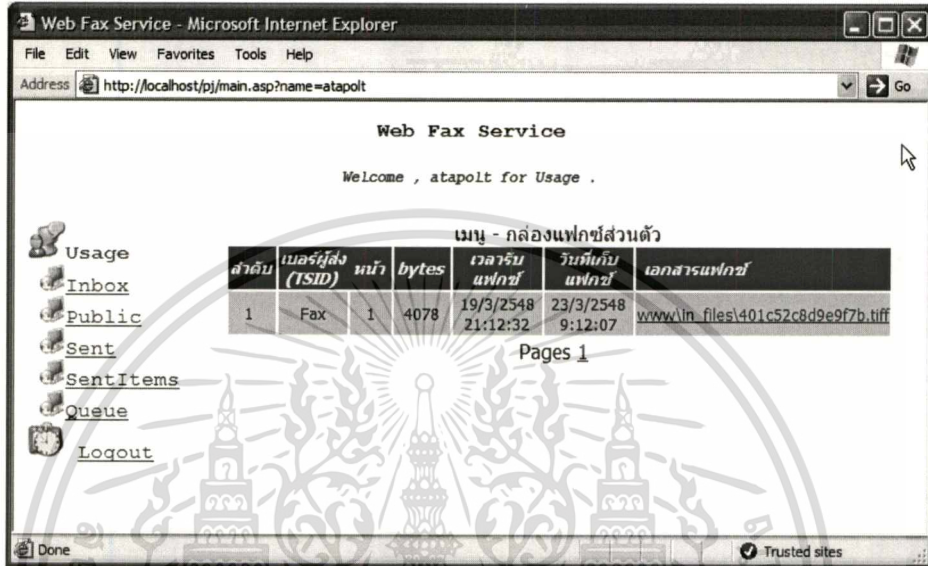 Web Fax Service - Microsoft Internet Explorer
File Edit View Favorites Tools Help
Address http://localhost/pj/main.asp?name=atapolt Go
Web Fax Service
Welcome , atapolt for Usage .
Usage
Inbox
Public
Sent
SentItems
Queue
Logout
เมนู - กล่องแฟกซ์ส่วนตัว
ลำดับ เบอร์ผู้ส่ง (TSID) หน้า bytes เวลารับแฟกซ์ วันที่เก็บแฟกซ์ เอกสารแฟกซ์
1 Fax 1 4078 19/3/2548 21:12:32 23/3/2548 9:12:07 www\in_files\401c52c8d9e9f7b.tiff
Pages 1
Done Trusted sites